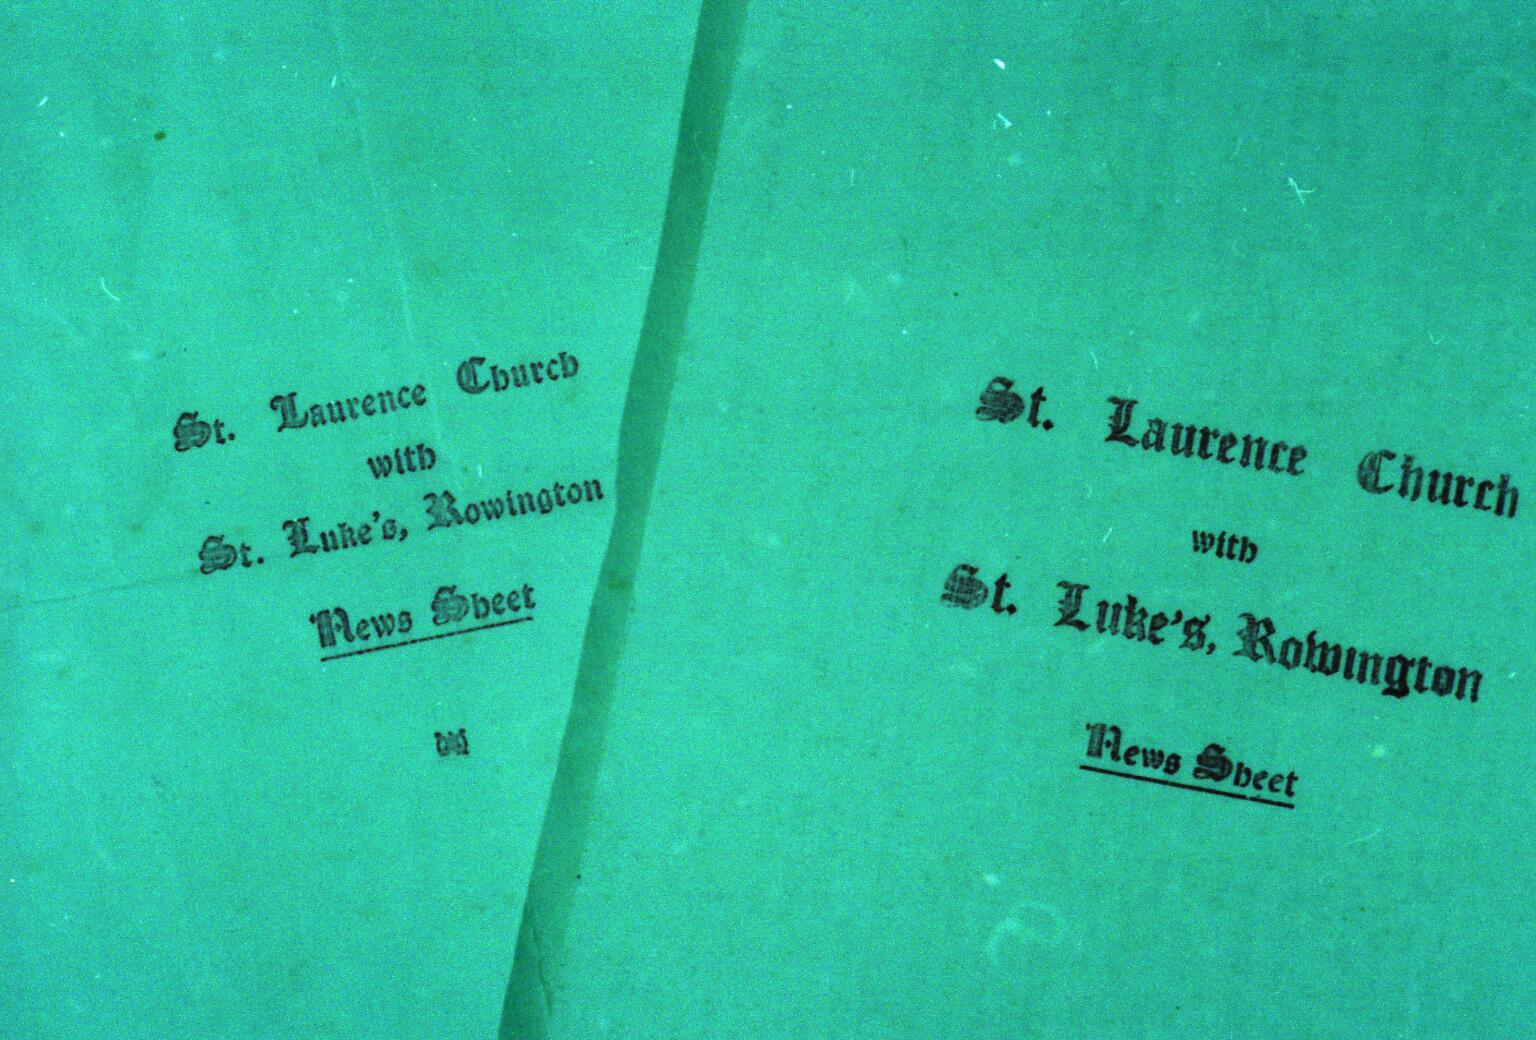 St. Laurence Church
with
St. Luke's, Rowington
News Sheet
St. Laurence Church
with
St. Luke's, Rowington
News Sheet